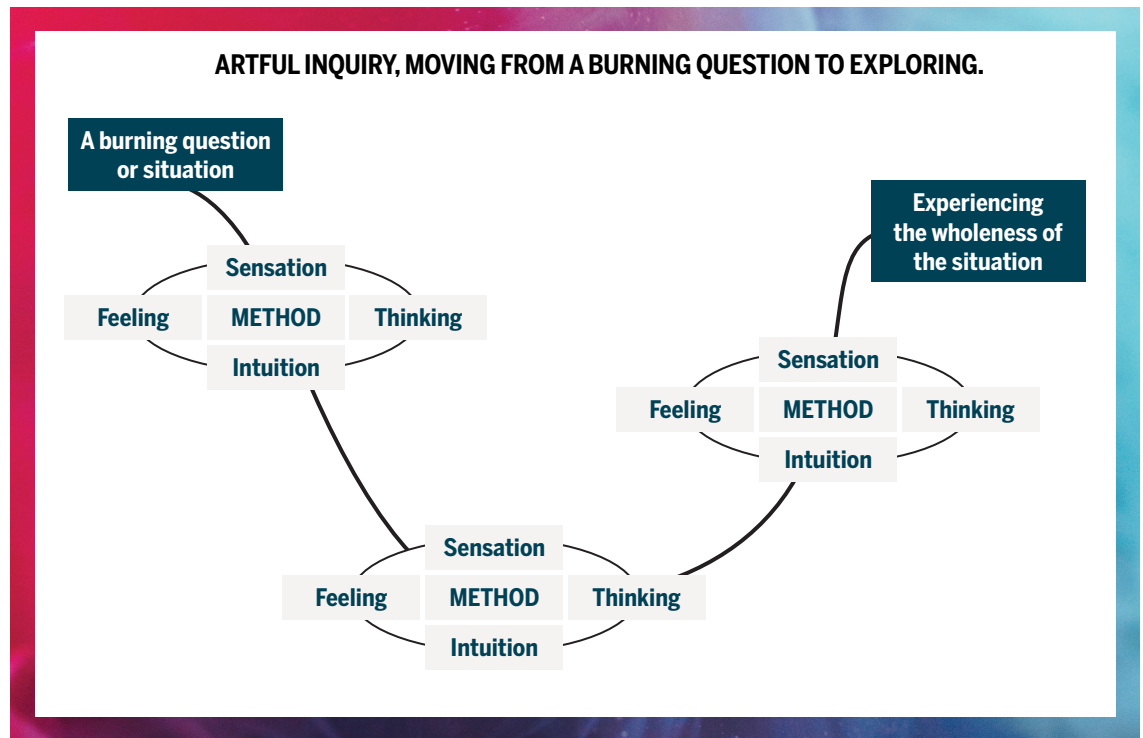 ARTFUL INQUIRY, MOVING FROM A BURNING QUESTION TO EXPLORING.
A burning question
or situation
Sensation
Feeling METHOD Thinking
Intuition
Experiencing
the wholeness of
the situation
Sensation
Feeling METHOD Thinking
Intuition
Sensation
Feeling METHOD Thinking
Intuition